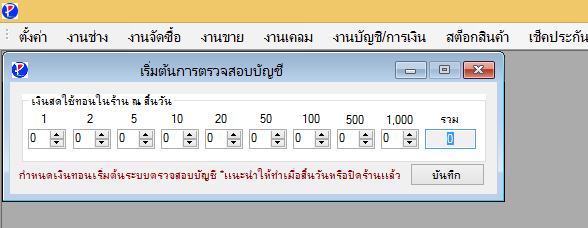 ตั้งค่า งานช่าง งานจัดซื้อ งานขาย งานเคลม งานบัญชี/การเงิน สต็อกสินค้า เช็คประกัน
เริ่มต้นการตรวจสอบบัญชี
เงินสดใช้ทอนในร้าน ณ สิ้นวัน
1 2 5 10 20 50 100 500 1,000 รวม
0 0 0 0 0 0 0 0 0 0
กำหนดเงินทอนเริ่มต้นระบบตรวจสอบบัญชี *แนะนำให้ทำเมื่อสิ้นวันหรือปิดร้านแล้ว บันทึก